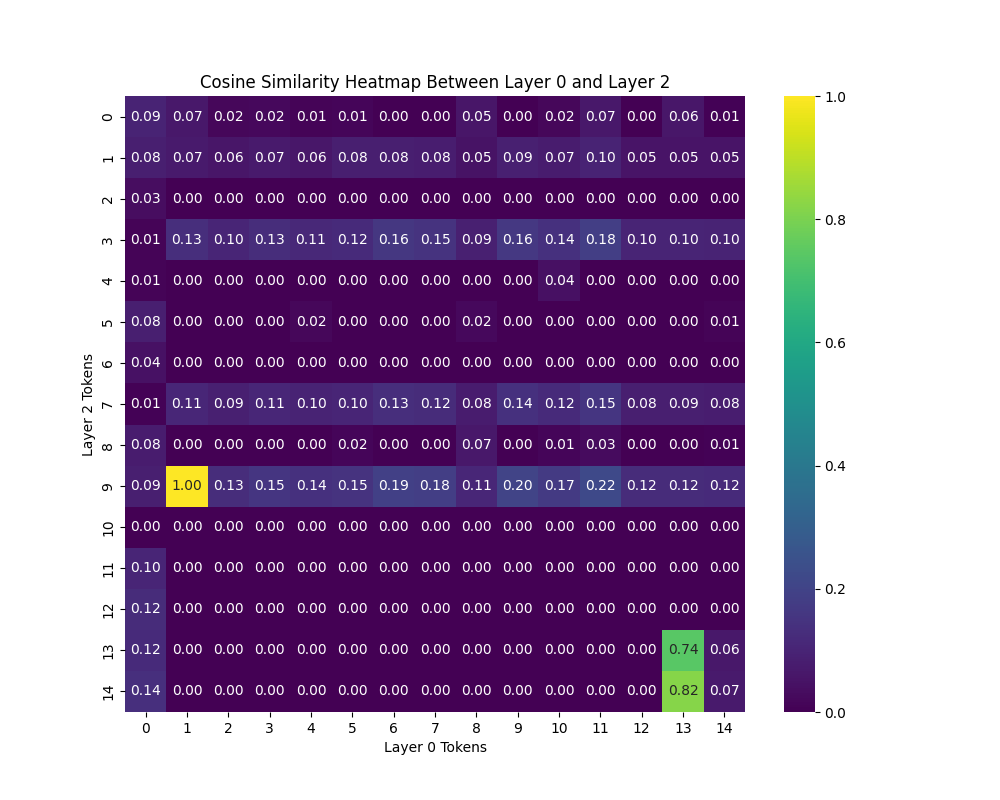 Cosine Similarity Heatmap Between Layer 0 and Layer 2
0 0.09 0.07 0.02 0.02 0.01 0.01 0.00 0.00 0.05 0.00 0.02 0.07 0.00 0.06 0.01
1 0.08 0.07 0.06 0.07 0.06 0.08 0.08 0.08 0.05 0.09 0.07 0.10 0.05 0.05 0.05
2 0.03 0.00 0.00 0.00 0.00 0.00 0.00 0.00 0.00 0.00 0.00 0.00 0.00 0.00 0.00
3 0.01 0.13 0.10 0.13 0.11 0.12 0.16 0.15 0.09 0.16 0.14 0.18 0.10 0.10 0.10
4 0.01 0.00 0.00 0.00 0.00 0.00 0.00 0.00 0.00 0.00 0.04 0.00 0.00 0.00 0.00
5 0.08 0.00 0.00 0.00 0.02 0.00 0.00 0.00 0.02 0.00 0.00 0.00 0.00 0.00 0.01
6 0.04 0.00 0.00 0.00 0.00 0.00 0.00 0.00 0.00 0.00 0.00 0.00 0.00 0.00 0.00
7 0.01 0.11 0.09 0.11 0.10 0.10 0.13 0.12 0.08 0.14 0.12 0.15 0.08 0.09 0.08
8 0.08 0.00 0.00 0.00 0.00 0.02 0.00 0.00 0.07 0.00 0.01 0.03 0.00 0.00 0.01
9 0.09 1.00 0.13 0.15 0.14 0.15 0.19 0.18 0.11 0.20 0.17 0.22 0.12 0.12 0.12
10 0.00 0.00 0.00 0.00 0.00 0.00 0.00 0.00 0.00 0.00 0.00 0.00 0.00 0.00 0.00
11 0.10 0.00 0.00 0.00 0.00 0.00 0.00 0.00 0.00 0.00 0.00 0.00 0.00 0.00 0.00
12 0.12 0.00 0.00 0.00 0.00 0.00 0.00 0.00 0.00 0.00 0.00 0.00 0.00 0.00 0.00
13 0.12 0.00 0.00 0.00 0.00 0.00 0.00 0.00 0.00 0.00 0.00 0.00 0.00 0.74 0.06
14 0.14 0.00 0.00 0.00 0.00 0.00 0.00 0.00 0.00 0.00 0.00 0.00 0.00 0.82 0.07
0 1 2 3 4 5 6 7 8 9 10 11 12 13 14
Layer 0 Tokens
Layer 2 Tokens
1.0
0.8
0.6
0.4
0.2
0.0